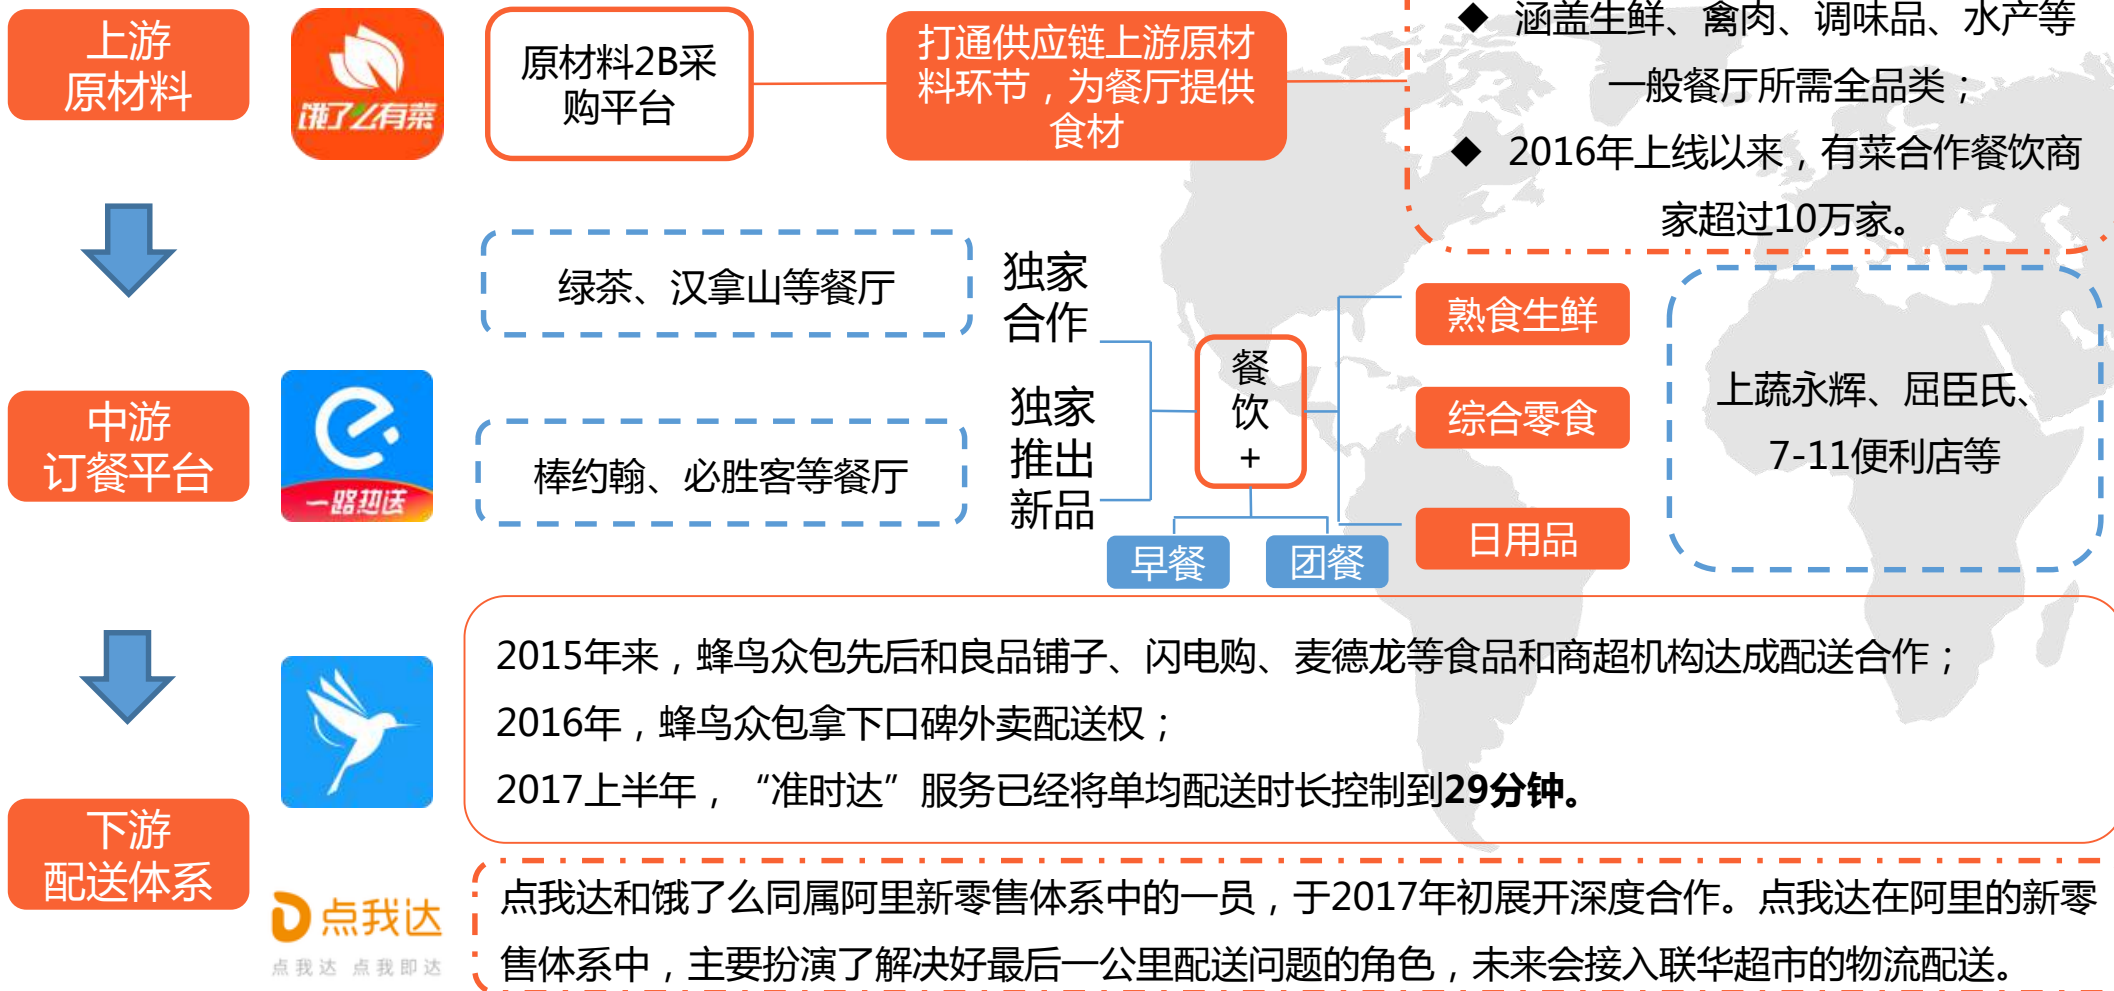 上游
原材料
饿了么有菜
原材料2B采
购平台
打通供应链上游原材
料环节，为餐厅提供
食材
◆ 涵盖生鲜、禽肉、调味品、水产等
一般餐厅所需全品类；
◆ 2016年上线以来，有菜合作餐饮商
家超过10万家。
绿茶、汉拿山等餐厅
独家
合作
中游
订餐平台
一路热送
棒约翰、必胜客等餐厅
独家
推出
新品
餐
饮
+
早餐
团餐
熟食生鲜
综合零食
日用品
上蔬永辉、屈臣氏、
7-11便利店等
下游
配送体系
2015年来，蜂鸟众包先后和良品铺子、闪电购、麦德龙等食品和商超机构达成配送合作；
2016年，蜂鸟众包拿下口碑外卖配送权；
2017上半年，“准时达”服务已经将单均配送时长控制到29分钟。
点我达
点我达 点我即达
点我达和饿了么同属阿里新零售体系中的一员，于2017年初展开深度合作。点我达在阿里的新零
售体系中，主要扮演了解决好最后一公里配送问题的角色，未来会接入联华超市的物流配送。